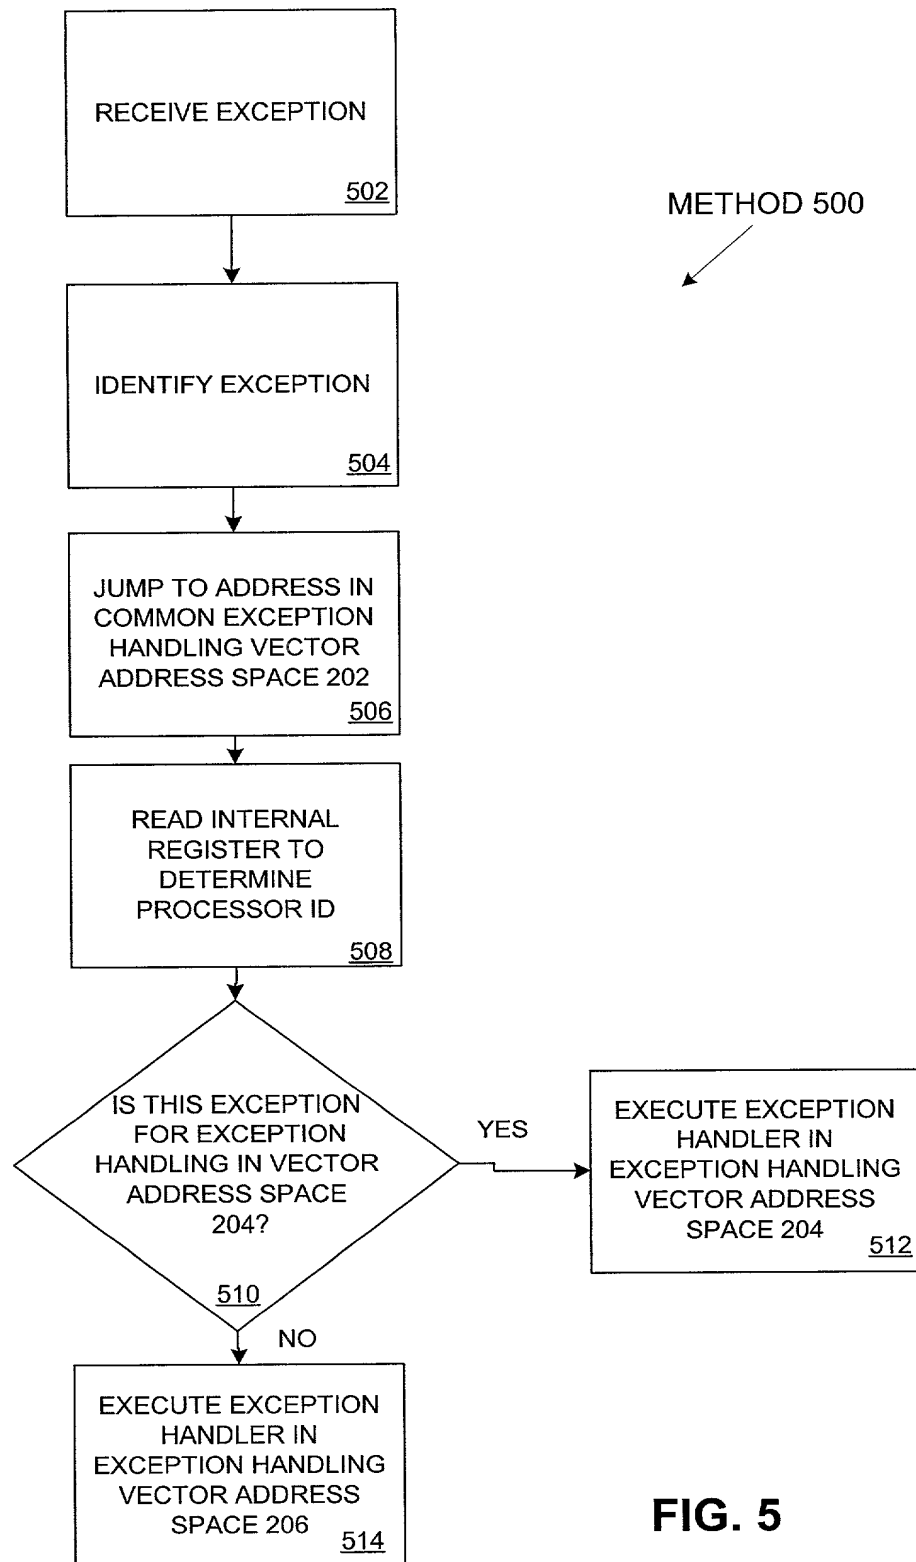 RECEIVE EXCEPTION
502
METHOD 500
IDENTIFY EXCEPTION
504
JUMP TO ADDRESS IN
COMMON EXCEPTION
HANDLING VECTOR
ADDRESS SPACE 202
506
READ INTERNAL
REGISTER TO
DETERMINE
PROCESSOR ID
508
IS THIS EXCEPTION
FOR EXCEPTION
HANDLING IN VECTOR
ADDRESS SPACE
204?
510
YES
EXECUTE EXCEPTION
HANDLER IN
EXCEPTION HANDLING
VECTOR ADDRESS
SPACE 204
512
NO
EXECUTE EXCEPTION
HANDLER IN
EXCEPTION HANDLING
VECTOR ADDRESS
SPACE 206
514
FIG. 5